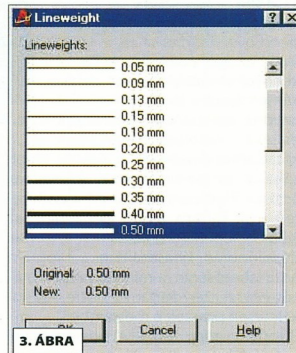 Lineweight
Lineweights:
0.05 mm
0.09 mm
0.13 mm
0.15 mm
0.18 mm
0.20 mm
0.25 mm
0.30 mm
0.35 mm
0.40 mm
0.50 mm
Original: 0.50 mm
New: 0.50 mm
OK Cancel Help
3. ÁBRA